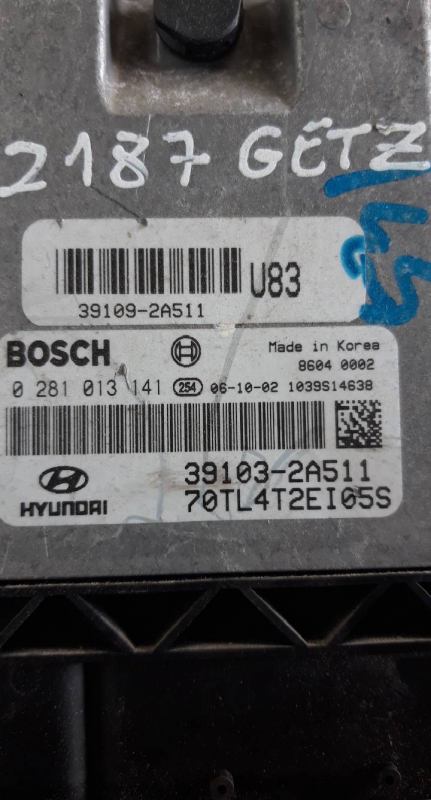 2187 GETZ
U83
39109-2A511
BOSCH
Made in Korea
8604 0002
0 281 013 141 254 06-10-02 1039S14638
39103-2A511
HYUNDAI
70TL4T2EI05S